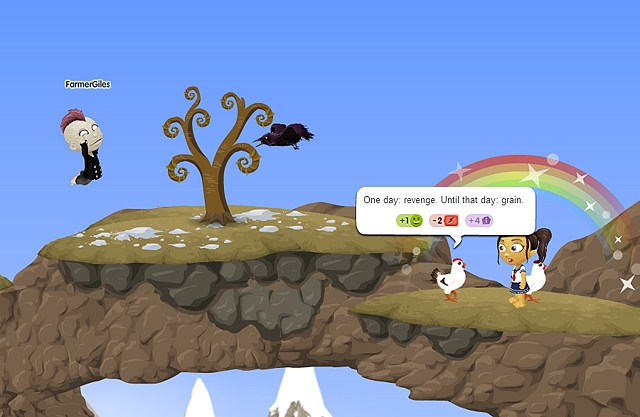 FarmerGiles
One day: revenge. Until that day: grain.
+1 -2 +4